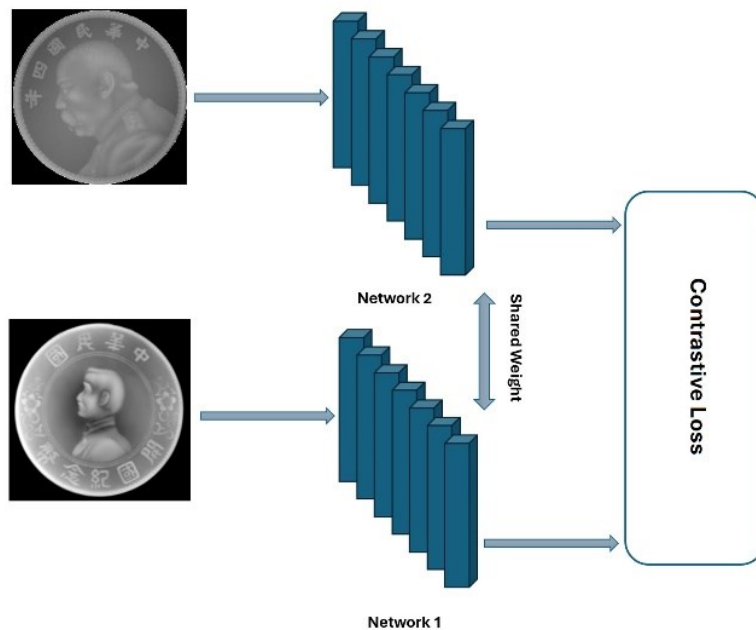 中華民國四年
Network 2
Shared Weight
Contrastive Loss
中華民國
開國紀念幣
Network 1